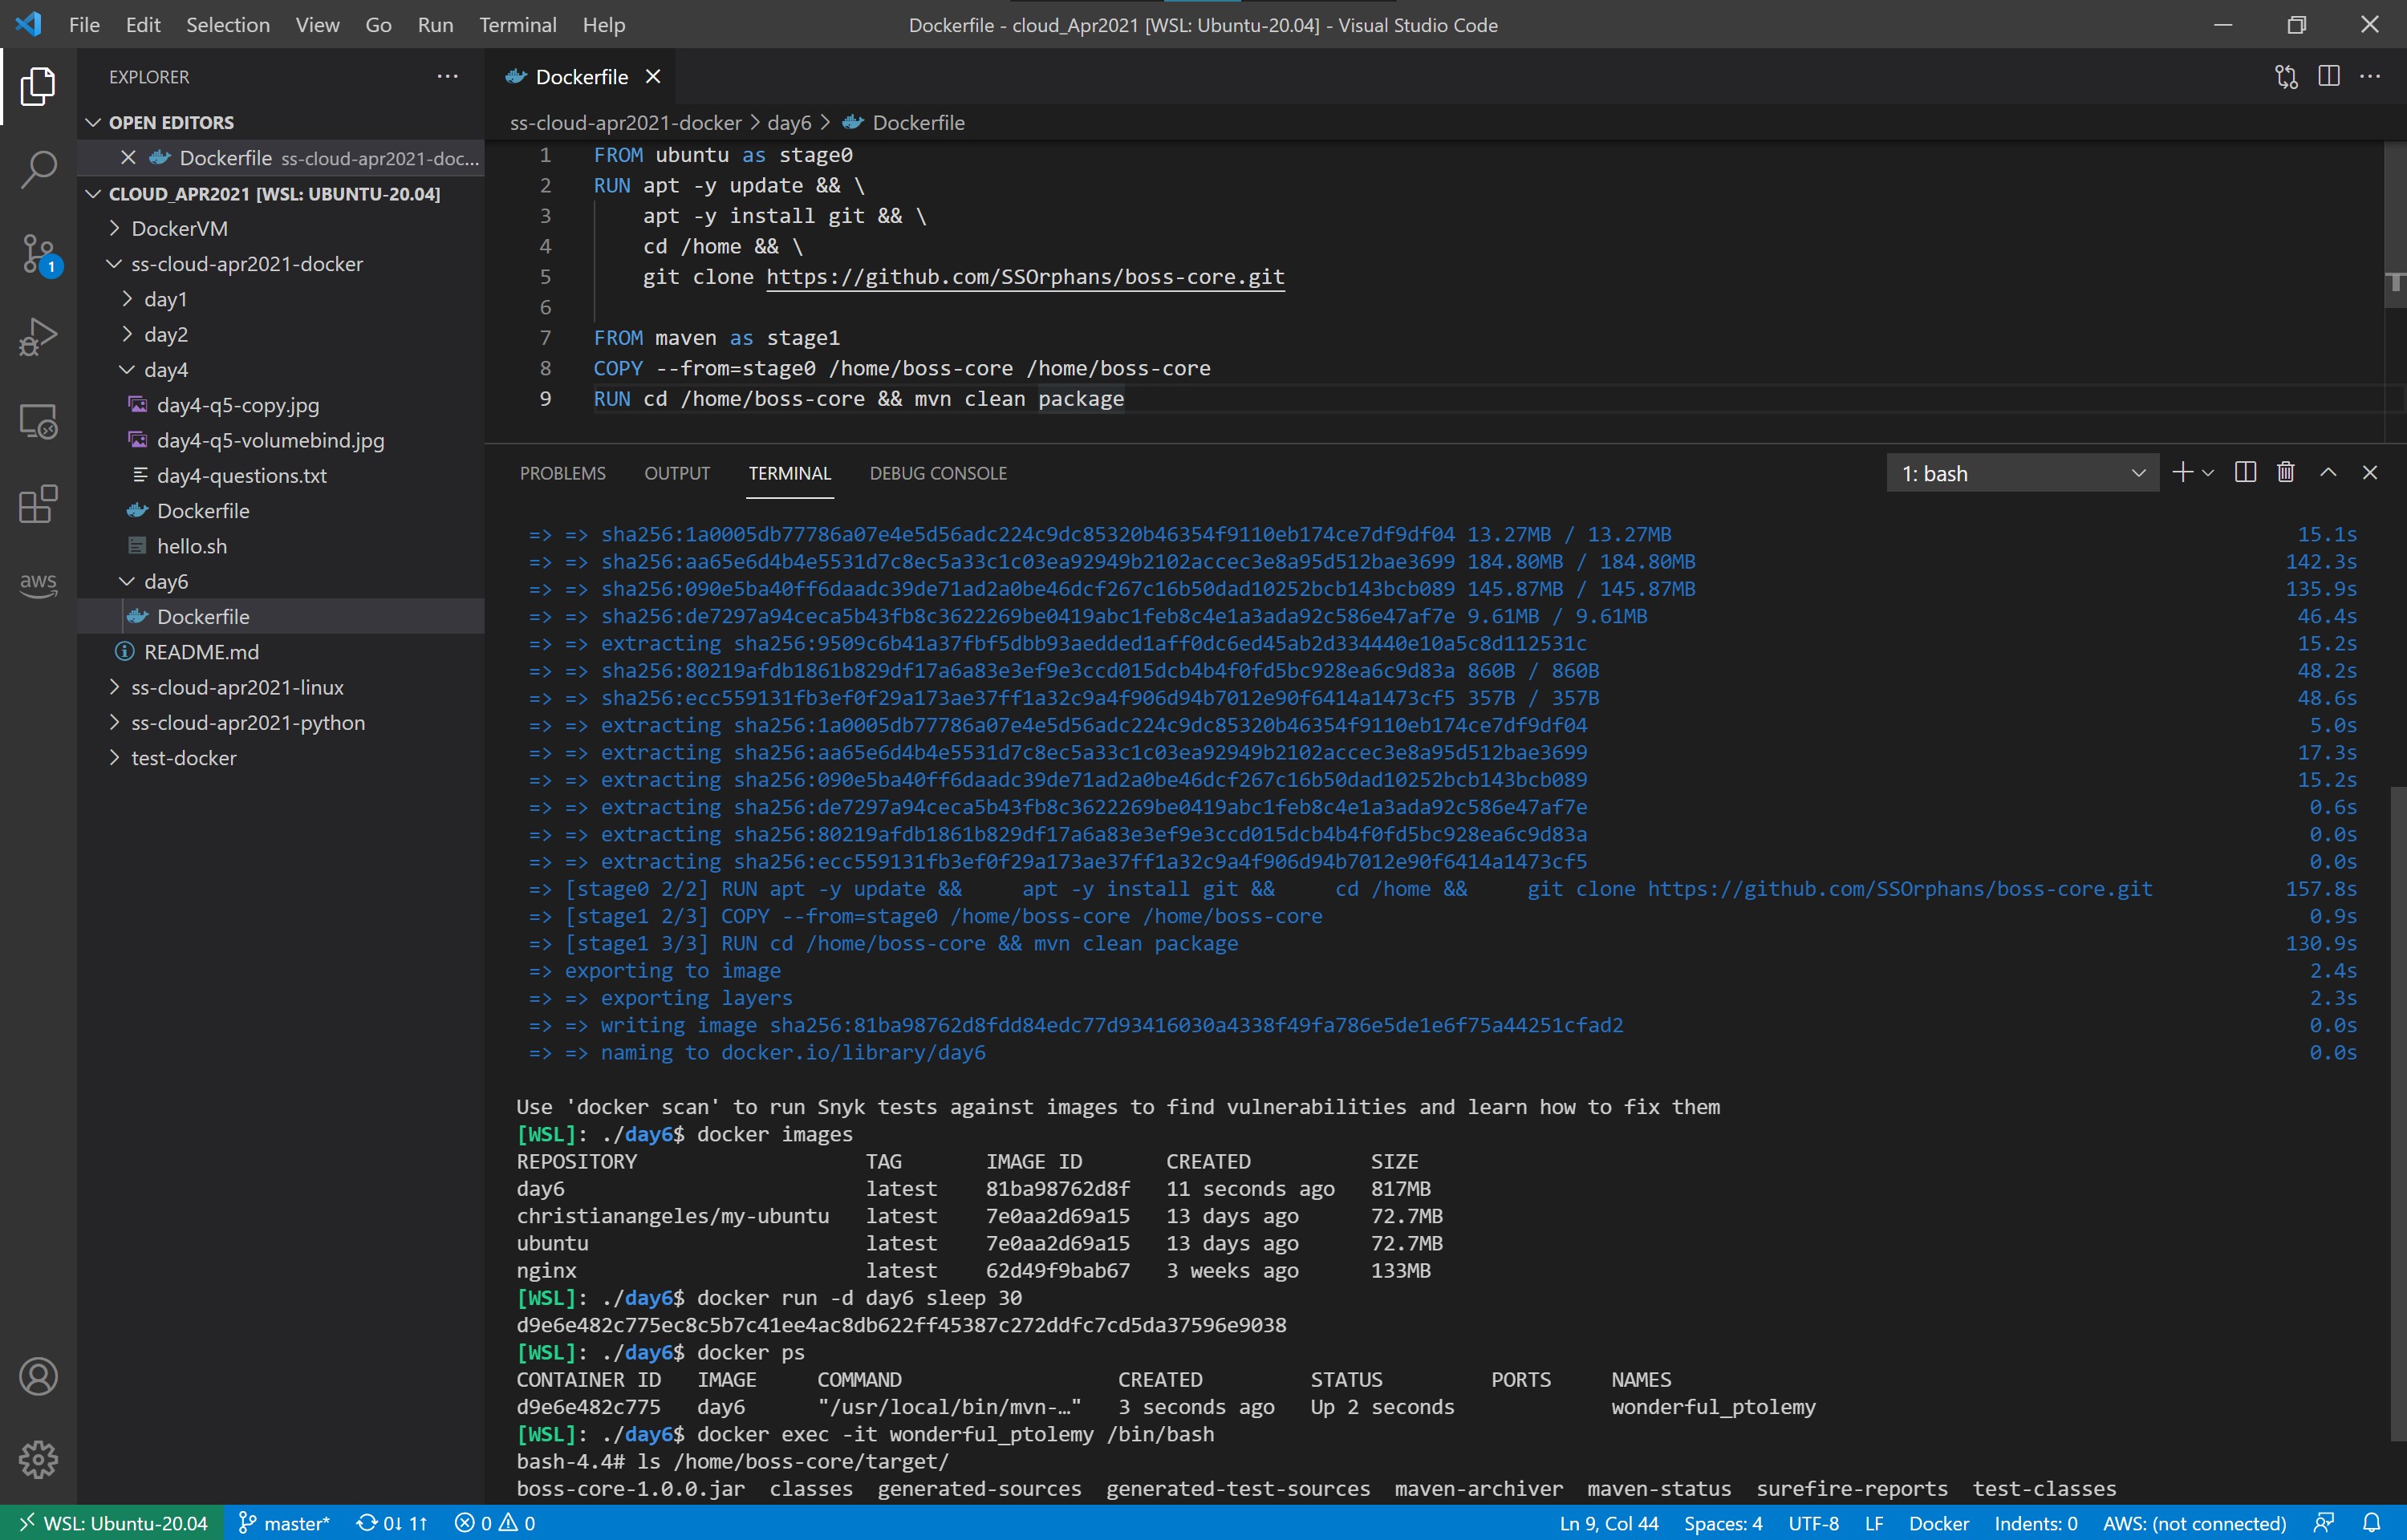 File Edit Selection View Go Run Terminal Help
Dockerfile - cloud_Apr2021 [WSL: Ubuntu-20.04] - Visual Studio Code
EXPLORER
OPEN EDITORS
Dockerfile ss-cloud-apr2021-doc...
CLOUD_APR2021 [WSL: UBUNTU-20.04]
DockerVM
ss-cloud-apr2021-docker
day1
day2
day4
day4-q5-copy.jpg
day4-q5-volumebind.jpg
day4-questions.txt
Dockerfile
hello.sh
day6
Dockerfile
README.md
ss-cloud-apr2021-linux
ss-cloud-apr2021-python
test-docker
1
aws
Dockerfile
ss-cloud-apr2021-docker > day6 > Dockerfile
1 FROM ubuntu as stage0
2 RUN apt -y update && \
3 apt -y install git && \
4 cd /home && \
5 git clone https://github.com/SSOrphans/boss-core.git
6
7 FROM maven as stage1
8 COPY --from=stage0 /home/boss-core /home/boss-core
9 RUN cd /home/boss-core && mvn clean package
PROBLEMS OUTPUT TERMINAL DEBUG CONSOLE
1: bash
=> => sha256:1a0005db77786a07e4e5d56adc224c9dc85320b46354f9110eb174ce7df9df04 13.27MB / 13.27MB 15.1s
=> => sha256:aa65e6d4b4e5531d7c8ec5a33c1c03ea92949b2102accec3e8a95d512bae3699 184.80MB / 184.80MB 142.3s
=> => sha256:090e5ba40ff6daadc39de71ad2a0be46dcf267c16b50dad10252bcb143bcb089 145.87MB / 145.87MB 135.9s
=> => sha256:de7297a94ceca5b43fb8c3622269be0419abc1feb8c4e1a3ada92c586e47af7e 9.61MB / 9.61MB 46.4s
=> => extracting sha256:9509c6b41a37fbf5dbb93aedded1aff0dc6ed45ab2d334440e10a5c8d112531c 15.2s
=> => sha256:80219afdb1861b829df17a6a83e3ef9e3ccd015dcb4b4f0fd5bc928ea6c9d83a 860B / 860B 48.2s
=> => sha256:ecc559131fb3ef0f29a173ae37ff1a32c9a4f906d94b7012e90f6414a1473cf5 357B / 357B 48.6s
=> => extracting sha256:1a0005db77786a07e4e5d56adc224c9dc85320b46354f9110eb174ce7df9df04 5.0s
=> => extracting sha256:aa65e6d4b4e5531d7c8ec5a33c1c03ea92949b2102accec3e8a95d512bae3699 17.3s
=> => extracting sha256:090e5ba40ff6daadc39de71ad2a0be46dcf267c16b50dad10252bcb143bcb089 15.2s
=> => extracting sha256:de7297a94ceca5b43fb8c3622269be0419abc1feb8c4e1a3ada92c586e47af7e 0.6s
=> => extracting sha256:80219afdb1861b829df17a6a83e3ef9e3ccd015dcb4b4f0fd5bc928ea6c9d83a 0.0s
=> => extracting sha256:ecc559131fb3ef0f29a173ae37ff1a32c9a4f906d94b7012e90f6414a1473cf5 0.0s
=> [stage0 2/2] RUN apt -y update && apt -y install git && cd /home && git clone https://github.com/SSOrphans/boss-core.git 157.8s
=> [stage1 2/3] COPY --from=stage0 /home/boss-core /home/boss-core 0.9s
=> [stage1 3/3] RUN cd /home/boss-core && mvn clean package 130.9s
=> exporting to image 2.4s
=> => exporting layers 2.3s
=> => writing image sha256:81ba98762d8fdd84edc77d93416030a4338f49fa786e5de1e6f75a44251cfad2 0.0s
=> => naming to docker.io/library/day6 0.0s
Use 'docker scan' to run Snyk tests against images to find vulnerabilities and learn how to fix them
[WSL]: ./day6$ docker images
REPOSITORY TAG IMAGE ID CREATED SIZE
day6 latest 81ba98762d8f 11 seconds ago 817MB
christianangeles/my-ubuntu latest 7e0aa2d69a15 13 days ago 72.7MB
ubuntu latest 7e0aa2d69a15 13 days ago 72.7MB
nginx latest 62d49f9bab67 3 weeks ago 133MB
[WSL]: ./day6$ docker run -d day6 sleep 30
d9e6e482c775ec8c5b7c41ee4ac8db622ff45387c272ddfc7cd5da37596e9038
[WSL]: ./day6$ docker ps
CONTAINER ID IMAGE COMMAND CREATED STATUS PORTS NAMES
d9e6e482c775 day6 "/usr/local/bin/mvn-…" 3 seconds ago Up 2 seconds wonderful_ptolemy
[WSL]: ./day6$ docker exec -it wonderful_ptolemy /bin/bash
bash-4.4# ls /home/boss-core/target/
boss-core-1.0.0.jar classes generated-sources generated-test-sources maven-archiver maven-status surefire-reports test-classes
WSL: Ubuntu-20.04 master* 0↓ 1↑ 0 0 Ln 9, Col 44 Spaces: 4 UTF-8 LF Docker Indents: 0 AWS: (not connected)